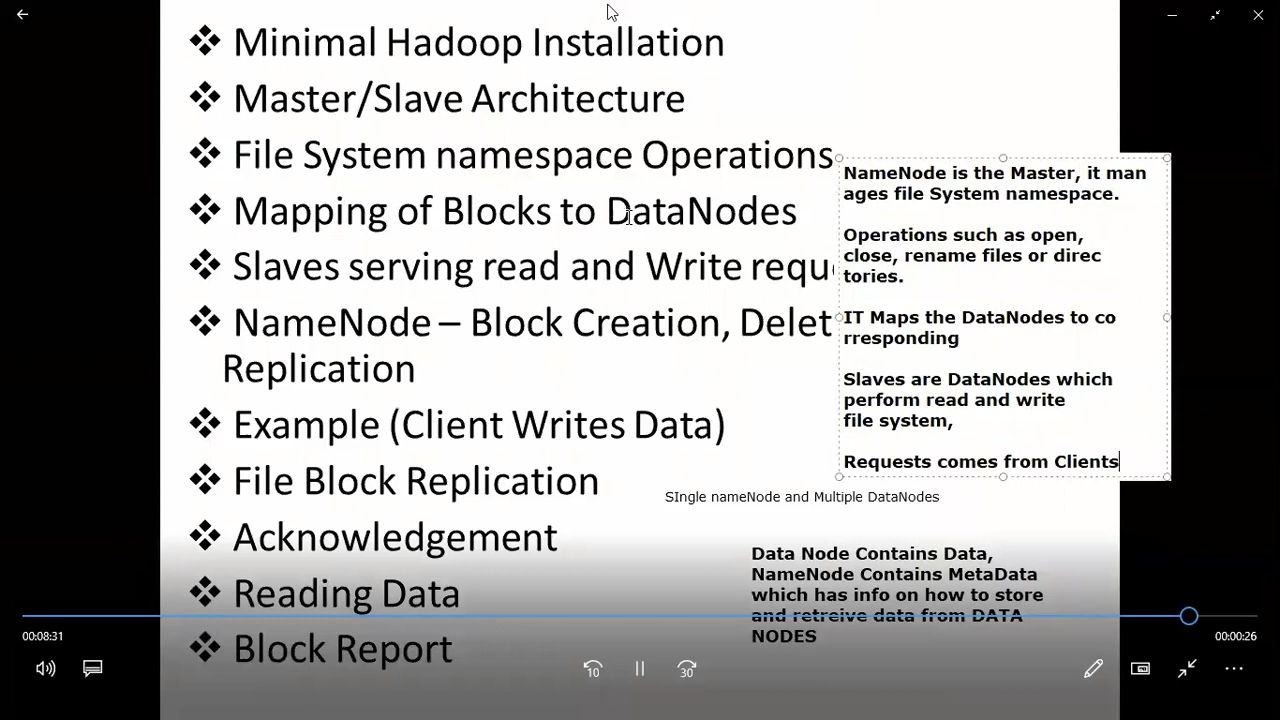 ❖ Minimal Hadoop Installation
❖ Master/Slave Architecture
❖ File System namespace Operations
❖ Mapping of Blocks to DataNodes
❖ Slaves serving read and Write requ
❖ NameNode – Block Creation, Delet
Replication
❖ Example (Client Writes Data)
❖ File Block Replication
❖ Acknowledgement
❖ Reading Data
❖ Block Report
NameNode is the Master, it man
ages file System namespace.
Operations such as open,
close, rename files or direc
tories.
IT Maps the DataNodes to co
rresponding
Slaves are DataNodes which
perform read and write
file system,
Requests comes from Clients
SIngle nameNode and Multiple DataNodes
Data Node Contains Data,
NameNode Contains MetaData
which has info on how to store
and retreive data from DATA
NODES
00:08:31
00:00:26
10
30